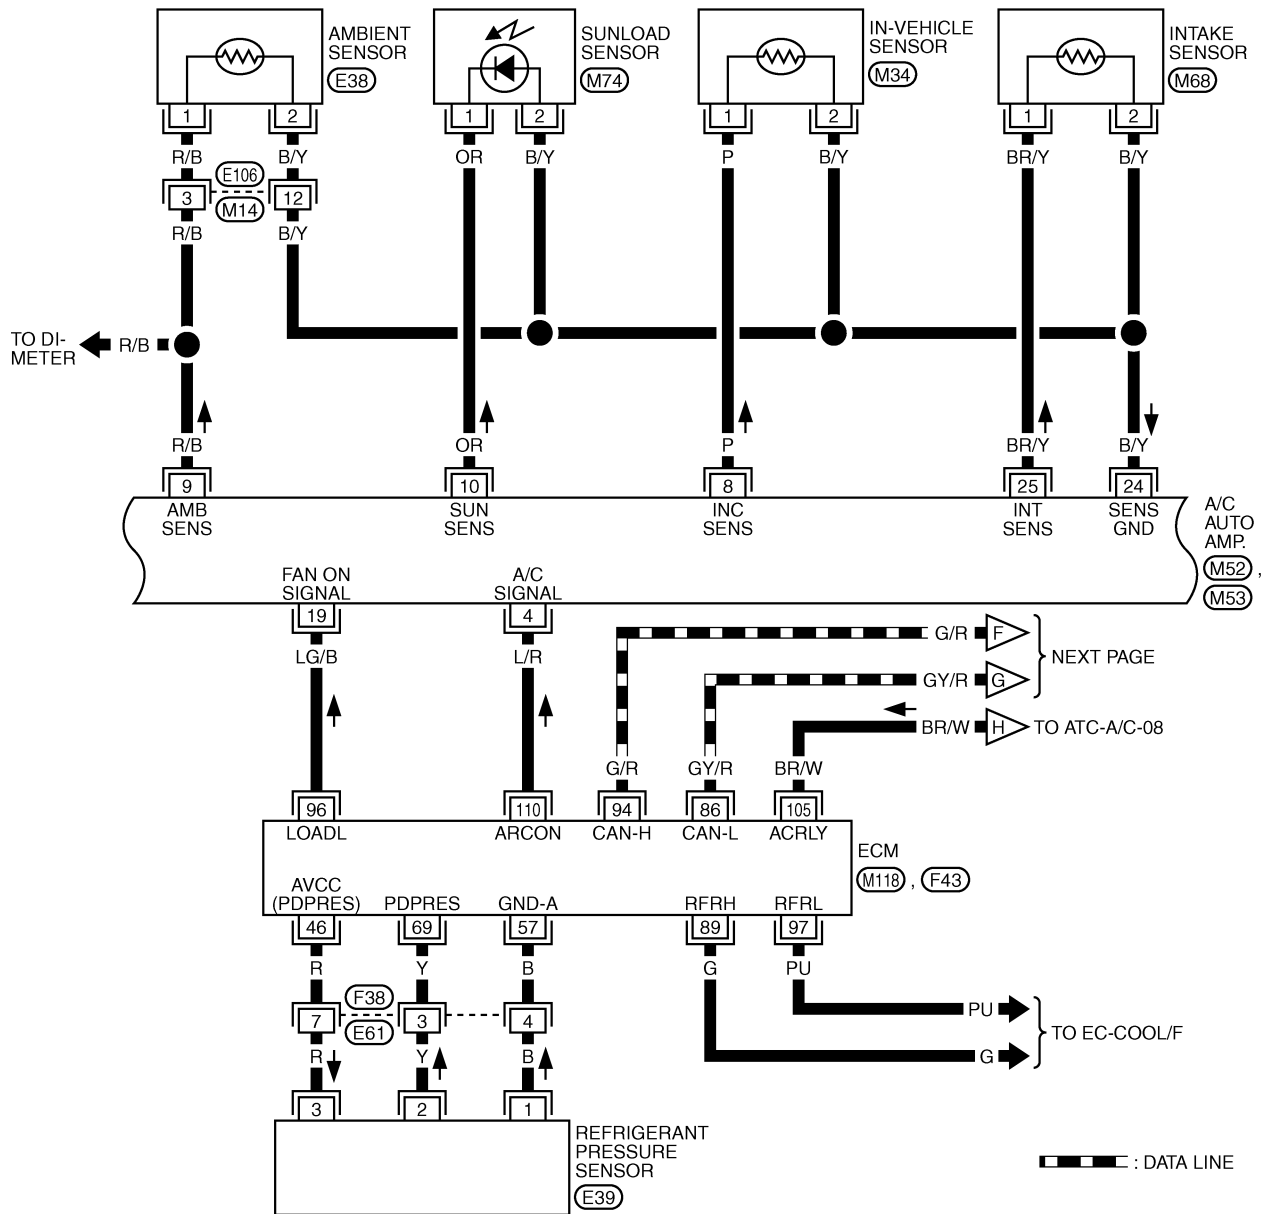 AMBIENT
SENSOR
E38
SUNLOAD
SENSOR
M74
IN-VEHICLE
SENSOR
M34
INTAKE
SENSOR
M68
1
2
1
2
1
2
1
2
R/B
B/Y
OR
B/Y
P
B/Y
BR/Y
B/Y
E106
3
12
M14
R/B
B/Y
TO DI-
METER
R/B
R/B
OR
P
BR/Y
B/Y
9
10
8
25
24
AMB
SENS
SUN
SENS
INC
SENS
INT
SENS
SENS
GND
A/C
AUTO
AMP.
M52 ,
M53
FAN ON
SIGNAL
A/C
SIGNAL
19
4
LG/B
L/R
G/R
F
GY/R
G
NEXT PAGE
BR/W
H
TO ATC-A/C-08
G/R
GY/R
BR/W
96
110
94
86
105
LOADL
ARCON
CAN-H
CAN-L
ACRLY
ECM
M118 , F43
AVCC
(PDPRES)
PDPRES
GND-A
RFRH
RFRL
46
69
57
89
97
R
Y
B
G
PU
F38
7
3
4
E61
PU
G
TO EC-COOL/F
R
Y
B
3
2
1
REFRIGERANT
PRESSURE
SENSOR
E39
: DATA LINE